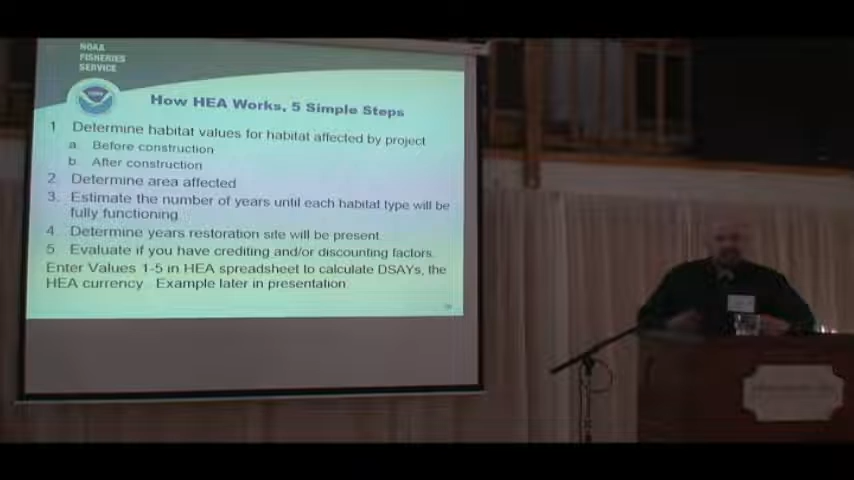 NOAA
FISHERIES
SERVICE
How HEA Works, 5 Simple Steps
1 Determine habitat values for habitat affected by project
a. Before construction
b. After construction
2. Determine area affected
3. Estimate the number of years until each habitat type will be
fully functioning
4. Determine years restoration site will be present
5. Evaluate if you have crediting and/or discounting factors.
Enter Values 1-5 in HEA spreadsheet to calculate DSAYs, the
HEA currency. Example later in presentation